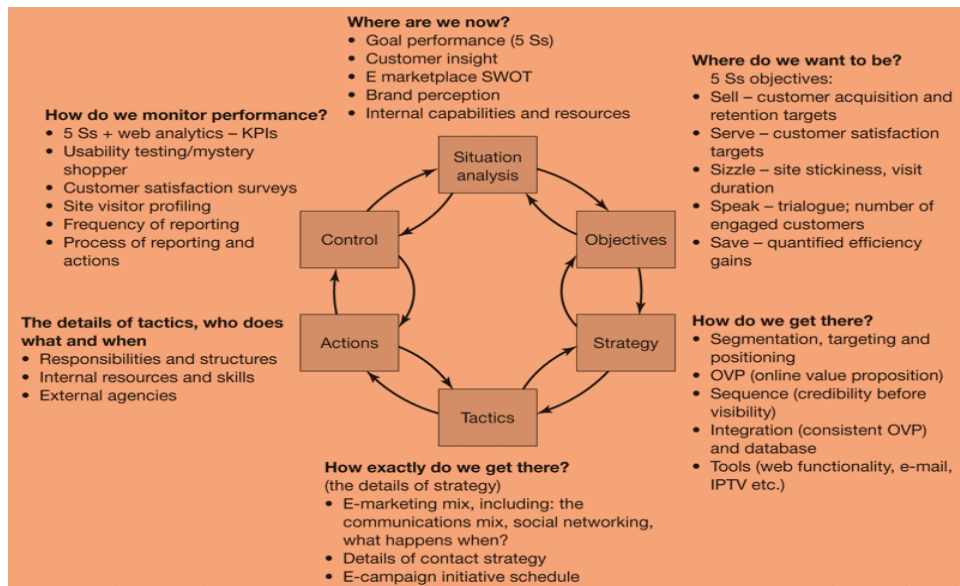 Where are we now?
• Goal performance (5 Ss)
• Customer insight
• E marketplace SWOT
• Brand perception
• Internal capabilities and resources
Where do we want to be?
5 Ss objectives:
• Sell – customer acquisition and
retention targets
• Serve – customer satisfaction
targets
• Sizzle – site stickiness, visit
duration
• Speak – trialogue; number of
engaged customers
• Save – quantified efficiency
gains
How do we monitor performance?
• 5 Ss + web analytics – KPIs
• Usability testing/mystery
shopper
• Customer satisfaction surveys
• Site visitor profiling
• Frequency of reporting
• Process of reporting and
actions
Situation
analysis
Control
Objectives
Actions
Strategy
Tactics
The details of tactics, who does
what and when
• Responsibilities and structures
• Internal resources and skills
• External agencies
How do we get there?
• Segmentation, targeting and
positioning
• OVP (online value proposition)
• Sequence (credibility before
visibility)
• Integration (consistent OVP)
and database
• Tools (web functionality, e-mail,
IPTV etc.)
How exactly do we get there?
(the details of strategy)
• E-marketing mix, including: the
communications mix, social networking,
what happens when?
• Details of contact strategy
• E-campaign initiative schedule